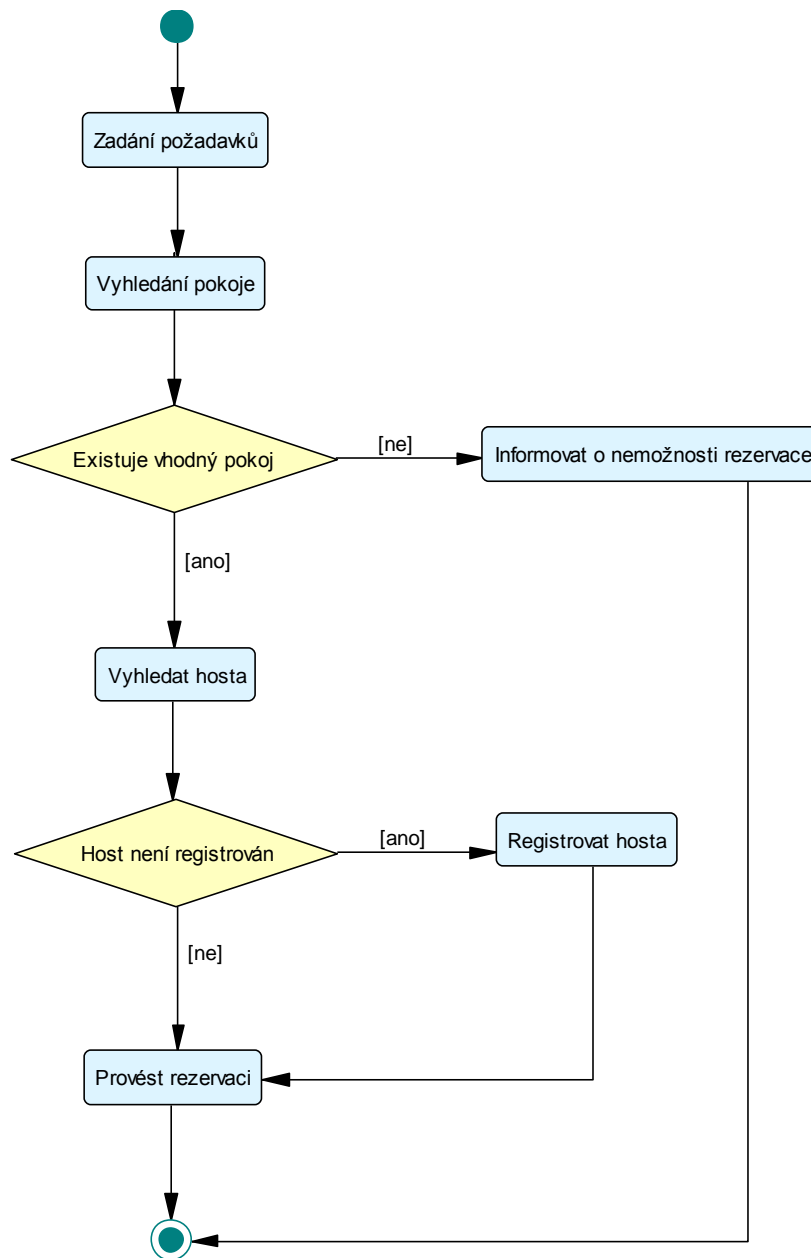 Zadání požadavků
Vyhledání pokoje
Existuje vhodný pokoj
[ne]
Informovat o nemožnosti rezervace
[ano]
Vyhledat hosta
Host není registrován
[ano]
Registrovat hosta
[ne]
Provést rezervaci